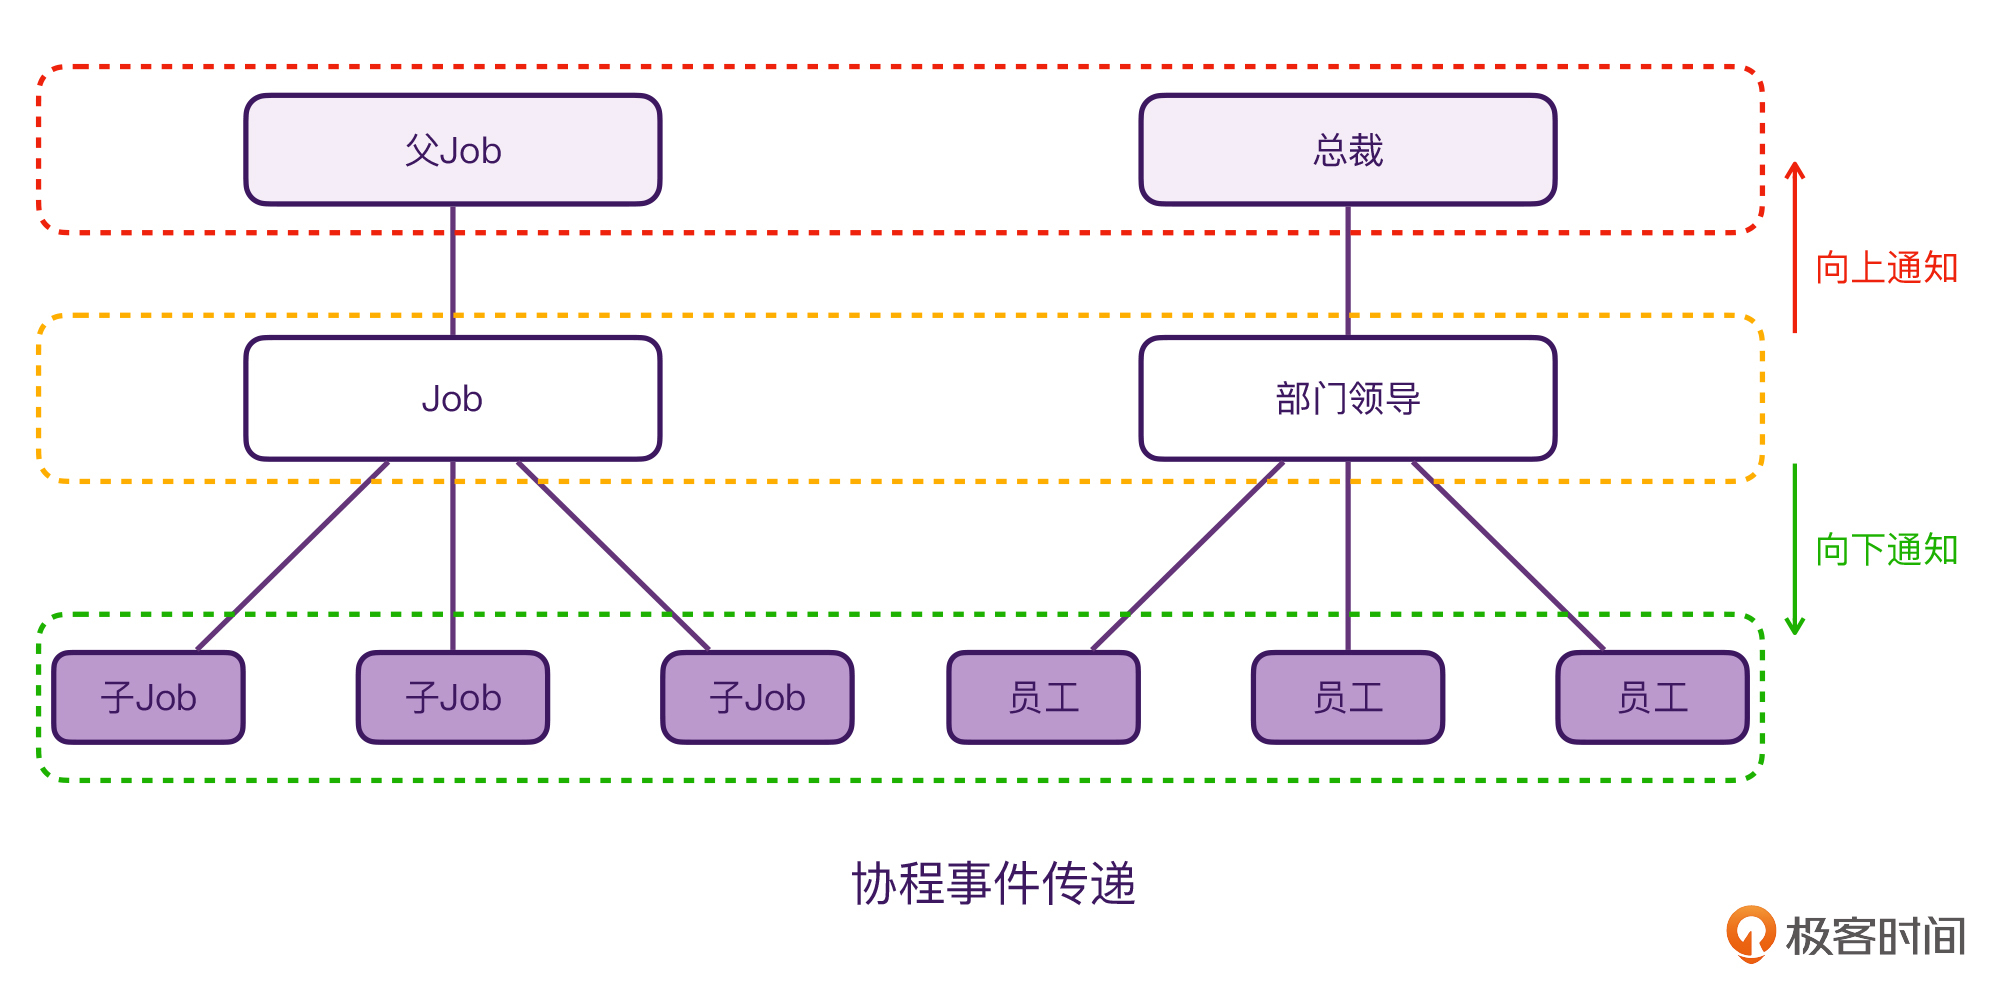 父Job
总裁
向上通知
Job
部门领导
向下通知
子Job
子Job
子Job
员工
员工
员工
协程事件传递
极客时间